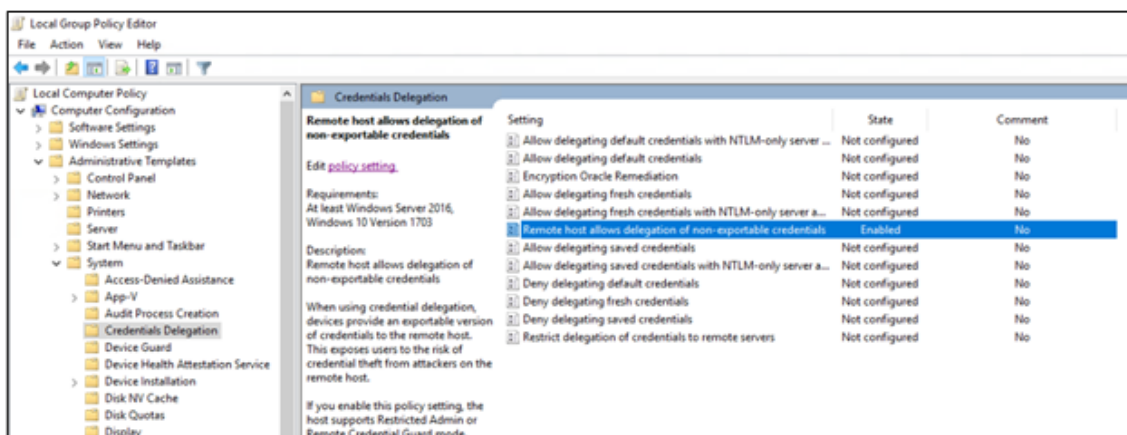 Local Group Policy Editor
File Action View Help
Local Computer Policy
Computer Configuration
Software Settings
Windows Settings
Administrative Templates
Control Panel
Network
Printers
Server
Start Menu and Taskbar
System
Access-Denied Assistance
App-V
Audit Process Creation
Credentials Delegation
Device Guard
Device Health Attestation Service
Device Installation
Disk NV Cache
Disk Quotas
Display
Credentials Delegation
Remote host allows delegation of
non-exportable credentials
Edit policy setting
Requirements:
At least Windows Server 2016,
Windows 10 Version 1703
Description:
Remote host allows delegation of
non-exportable credentials
When using credential delegation,
devices provide an exportable version
of credentials to the remote host.
This exposes users to the risk of
credential theft from attackers on the
remote host.
If you enable this policy setting, the
host supports Restricted Admin or
Remote Credential Guard mode
Setting State Comment
Allow delegating default credentials with NTLM-only server ... Not configured No
Allow delegating default credentials Not configured No
Encryption Oracle Remediation Not configured No
Allow delegating fresh credentials Not configured No
Allow delegating fresh credentials with NTLM-only server a... Not configured No
Remote host allows delegation of non-exportable credentials Enabled No
Allow delegating saved credentials Not configured No
Allow delegating saved credentials with NTLM-only server a... Not configured No
Deny delegating default credentials Not configured No
Deny delegating fresh credentials Not configured No
Deny delegating saved credentials Not configured No
Restrict delegation of credentials to remote servers Not configured No